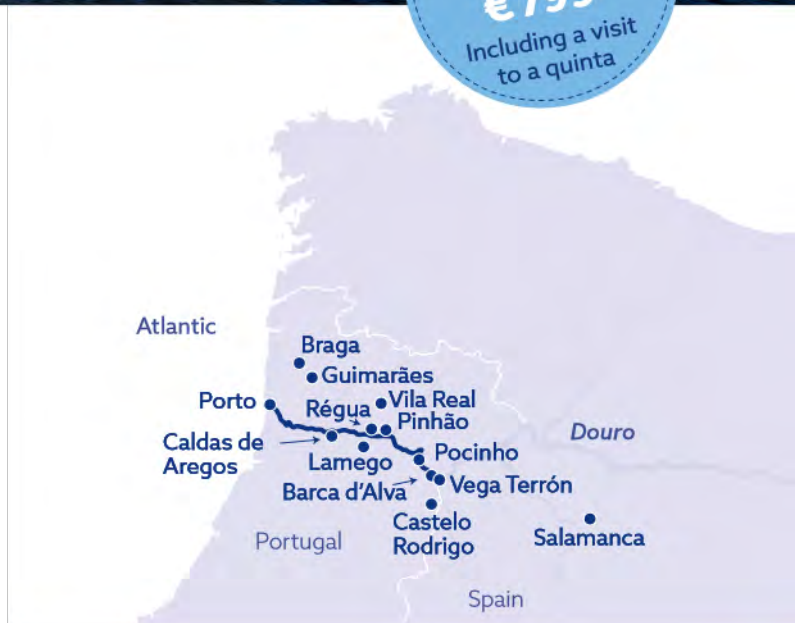 Including a visit
to a quinta
Atlantic
Braga
Guimarães
Porto
Régua
Vila Real
Pinhão
Douro
Caldas de
Aregos
Lamego
Pocinho
Barca d'Alva
Vega Terrón
Castelo
Rodrigo
Salamanca
Portugal
Spain